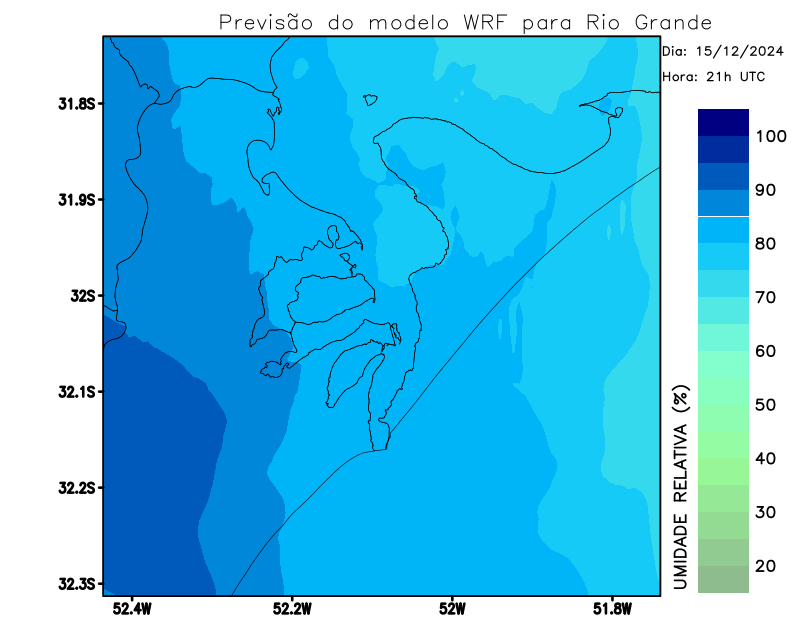 Previsão do modelo WRF para Rio Grande
Dia: 15/12/2024
Hora: 21h UTC
31.8S
31.9S
32S
32.1S
32.2S
32.3S
52.4W
52.2W
52W
51.8W
100
90
80
70
60
50
40
30
20
UMIDADE RELATIVA (%)